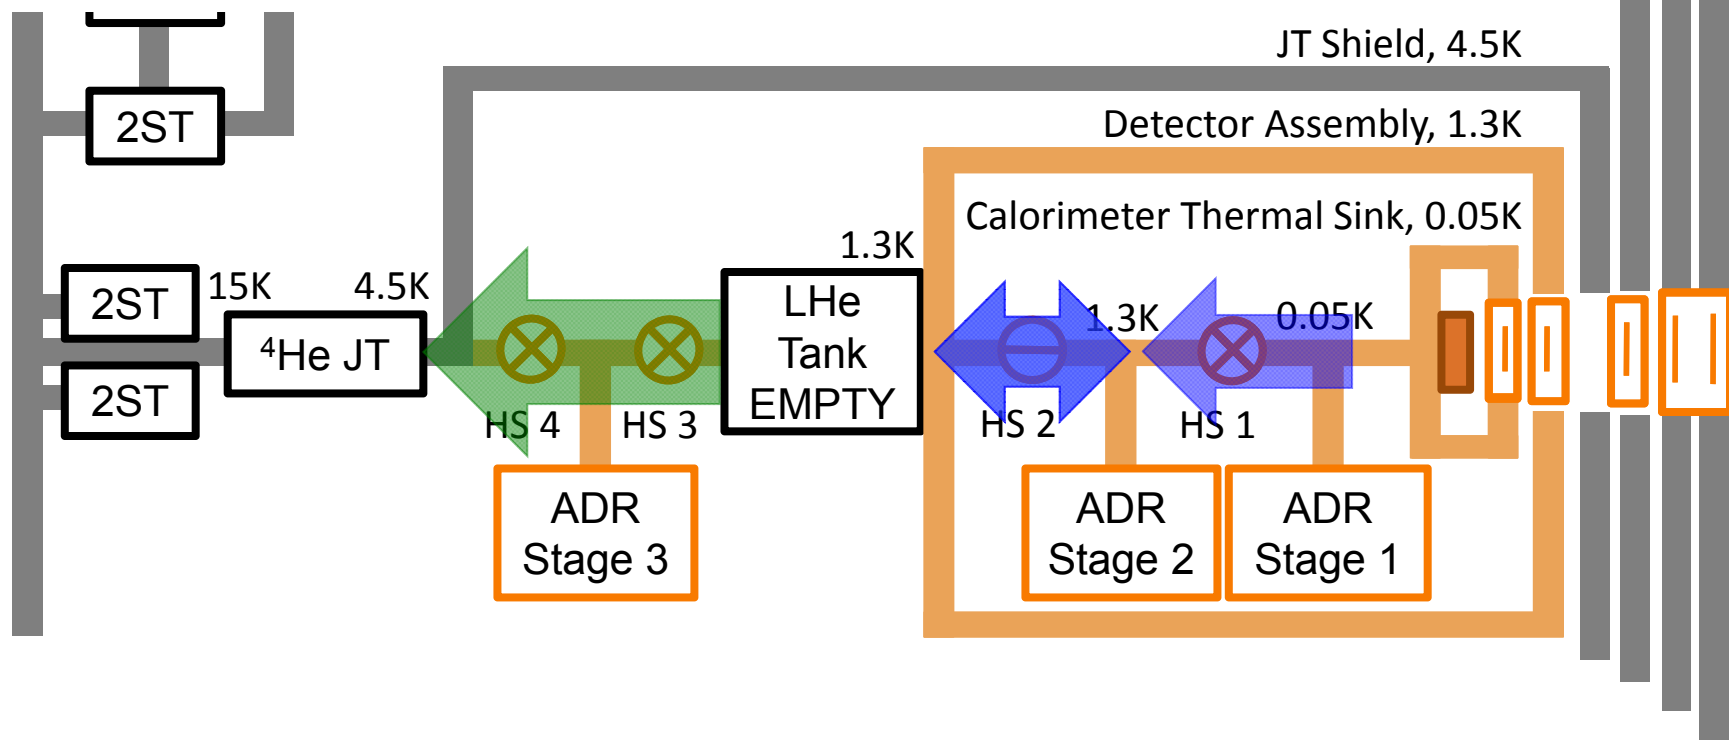 JT Shield, 4.5K
2ST
Detector Assembly, 1.3K
Calorimeter Thermal Sink, 0.05K
1.3K
2ST
15K
4.5K
⁴He JT
2ST
LHe
Tank
EMPTY
1.3K
0.05K
HS 4
HS 3
HS 2
HS 1
ADR
Stage 3
ADR
Stage 2
ADR
Stage 1